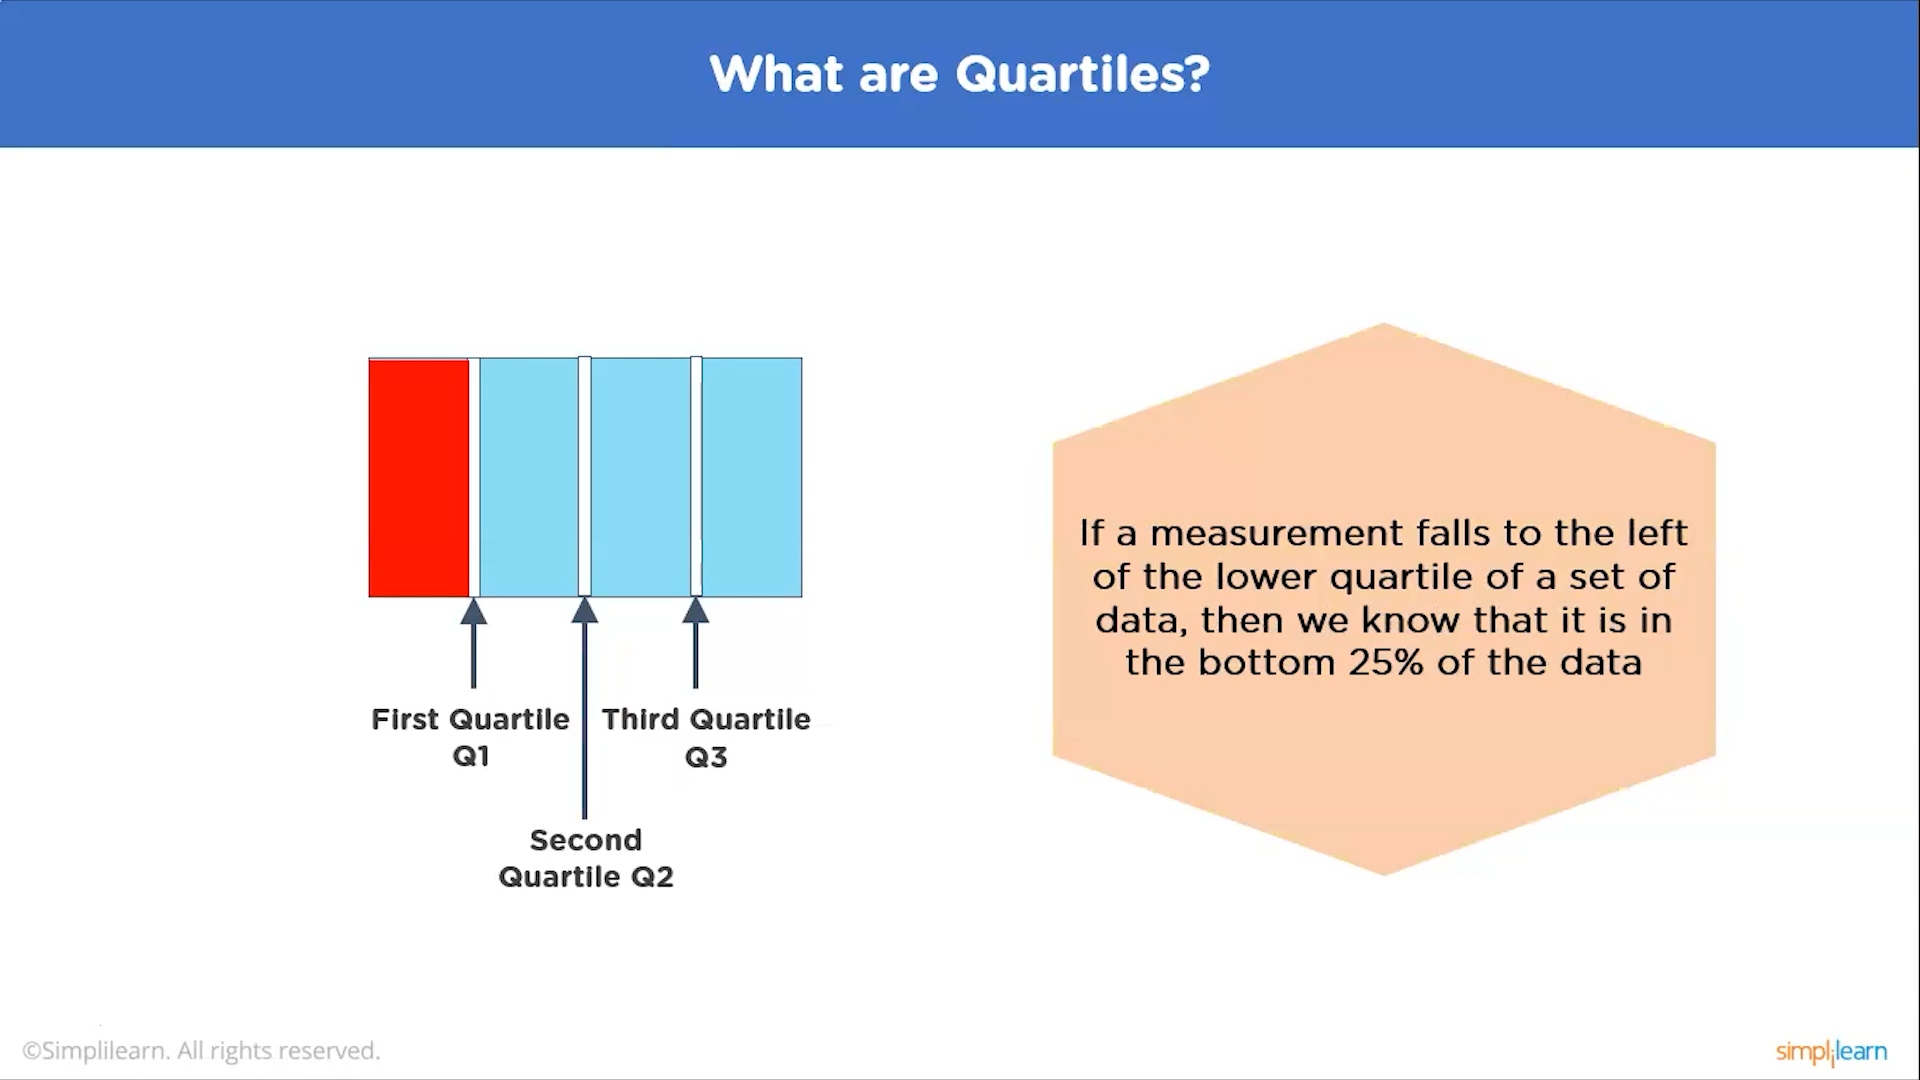 What are Quartiles?
If a measurement falls to the left
of the lower quartile of a set of
data, then we know that it is in
the bottom 25% of the data
First Quartile
Q1
Third Quartile
Q3
Second
Quartile Q2
©Simplilearn. All rights reserved.
simplilearn